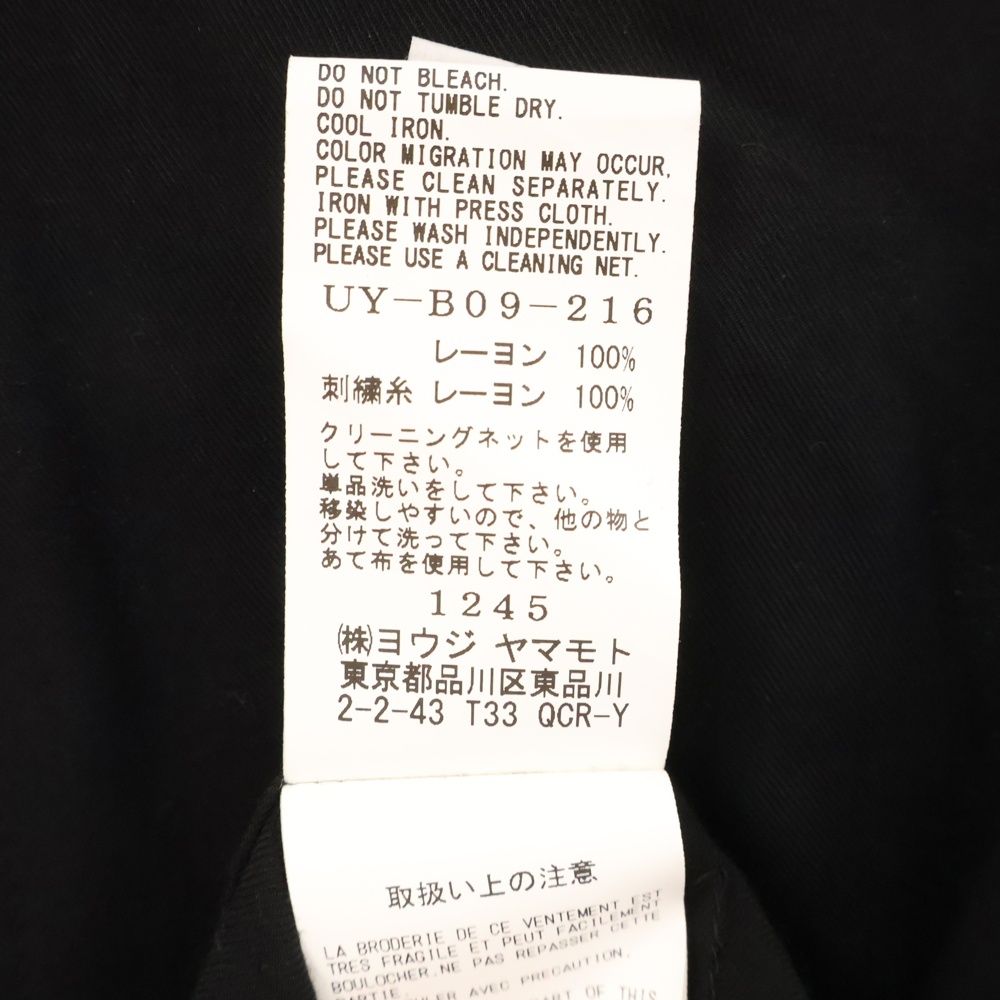 DO NOT BLEACH.
DO NOT TUMBLE DRY.
COOL IRON.
COLOR MIGRATION MAY OCCUR,
PLEASE CLEAN SEPARATELY.
IRON WITH PRESS CLOTH.
PLEASE WASH INDEPENDENTLY.
PLEASE USE A CLEANING NET.
UY-B09-216
レーヨン 100%
刺繍糸 レーヨン 100%
クリーニングネットを使用
して下さい。
単品洗いをして下さい。
移染しやすいので、他の物と
分けて洗って下さい。
あて布を使用して下さい。
1245
㈱ヨウジ ヤマモト
東京都品川区東品川
2-2-43 T33 QCR-Y
取扱い上の注意
LA BRODERIE DE CE VENTEMENT EST
TRES FRAGILE ET PEUT FACILEMENT
BOULOCHER.NE PAS REPASSER CETTE
PARTIE.
AVEC PRECAUTION.
PART OF THIS